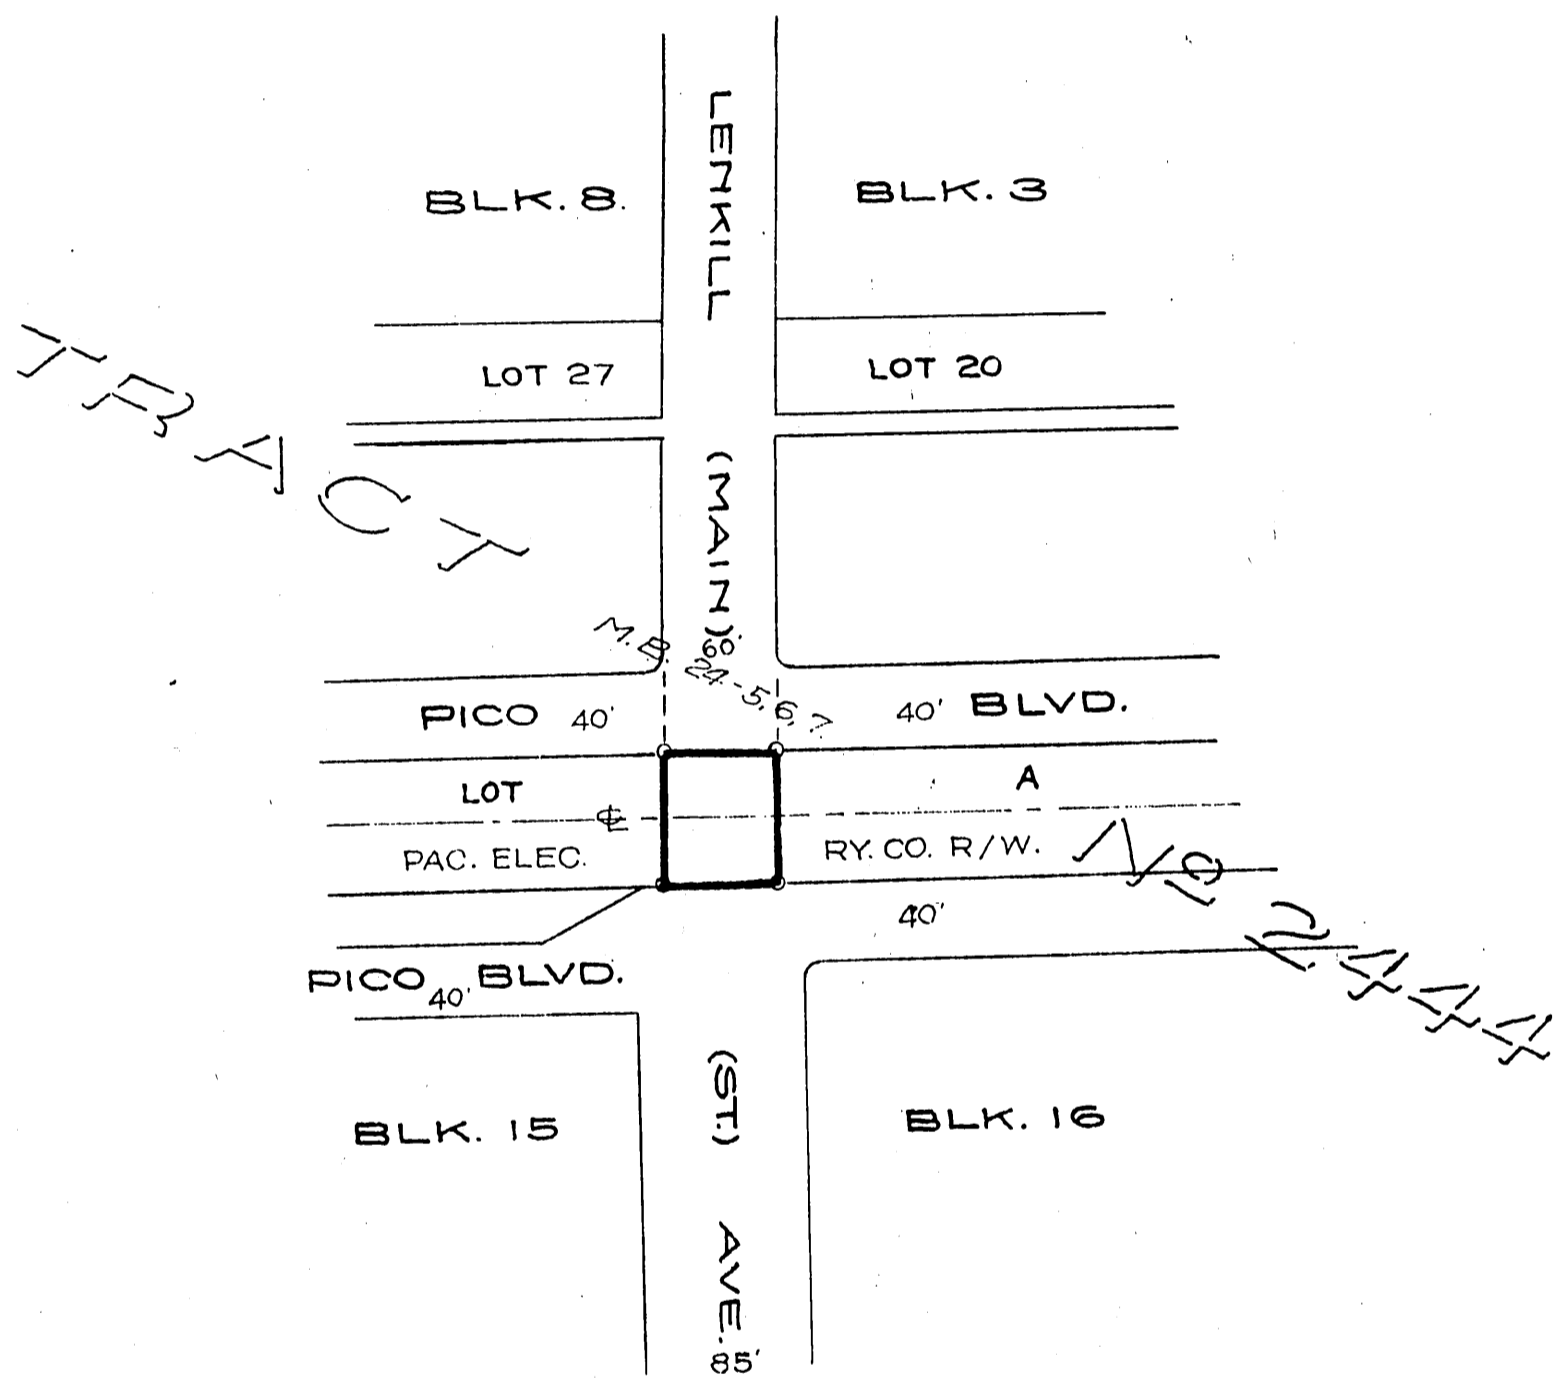 BLK. 8.
BLK. 3
LENKILL
LOT 27
LOT 20
TRACT
(MAIN)
60'
M.B. 24-5,6,7.
PICO 40'
40' BLVD.
LOT
A
℄
PAC. ELEC.
RY. CO. R/W.
No 2444
40'
PICO 40' BLVD.
(ST.)
BLK. 15
BLK. 16
AVE.
85'